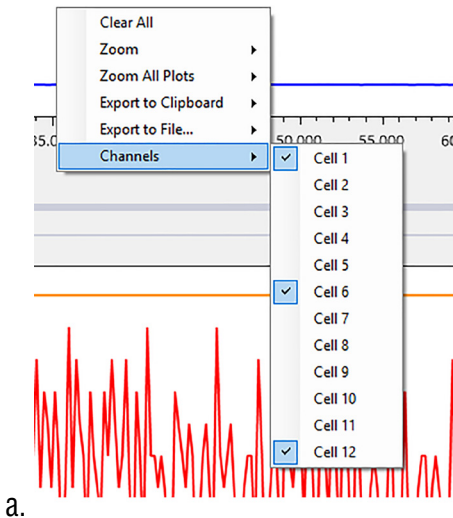 Clear All
Zoom
Zoom All Plots
Export to Clipboard
Export to File...
Channels
50.000 55.000
Cell 1
Cell 2
Cell 3
Cell 4
Cell 5
Cell 6
Cell 7
Cell 8
Cell 9
Cell 10
Cell 11
Cell 12
a.